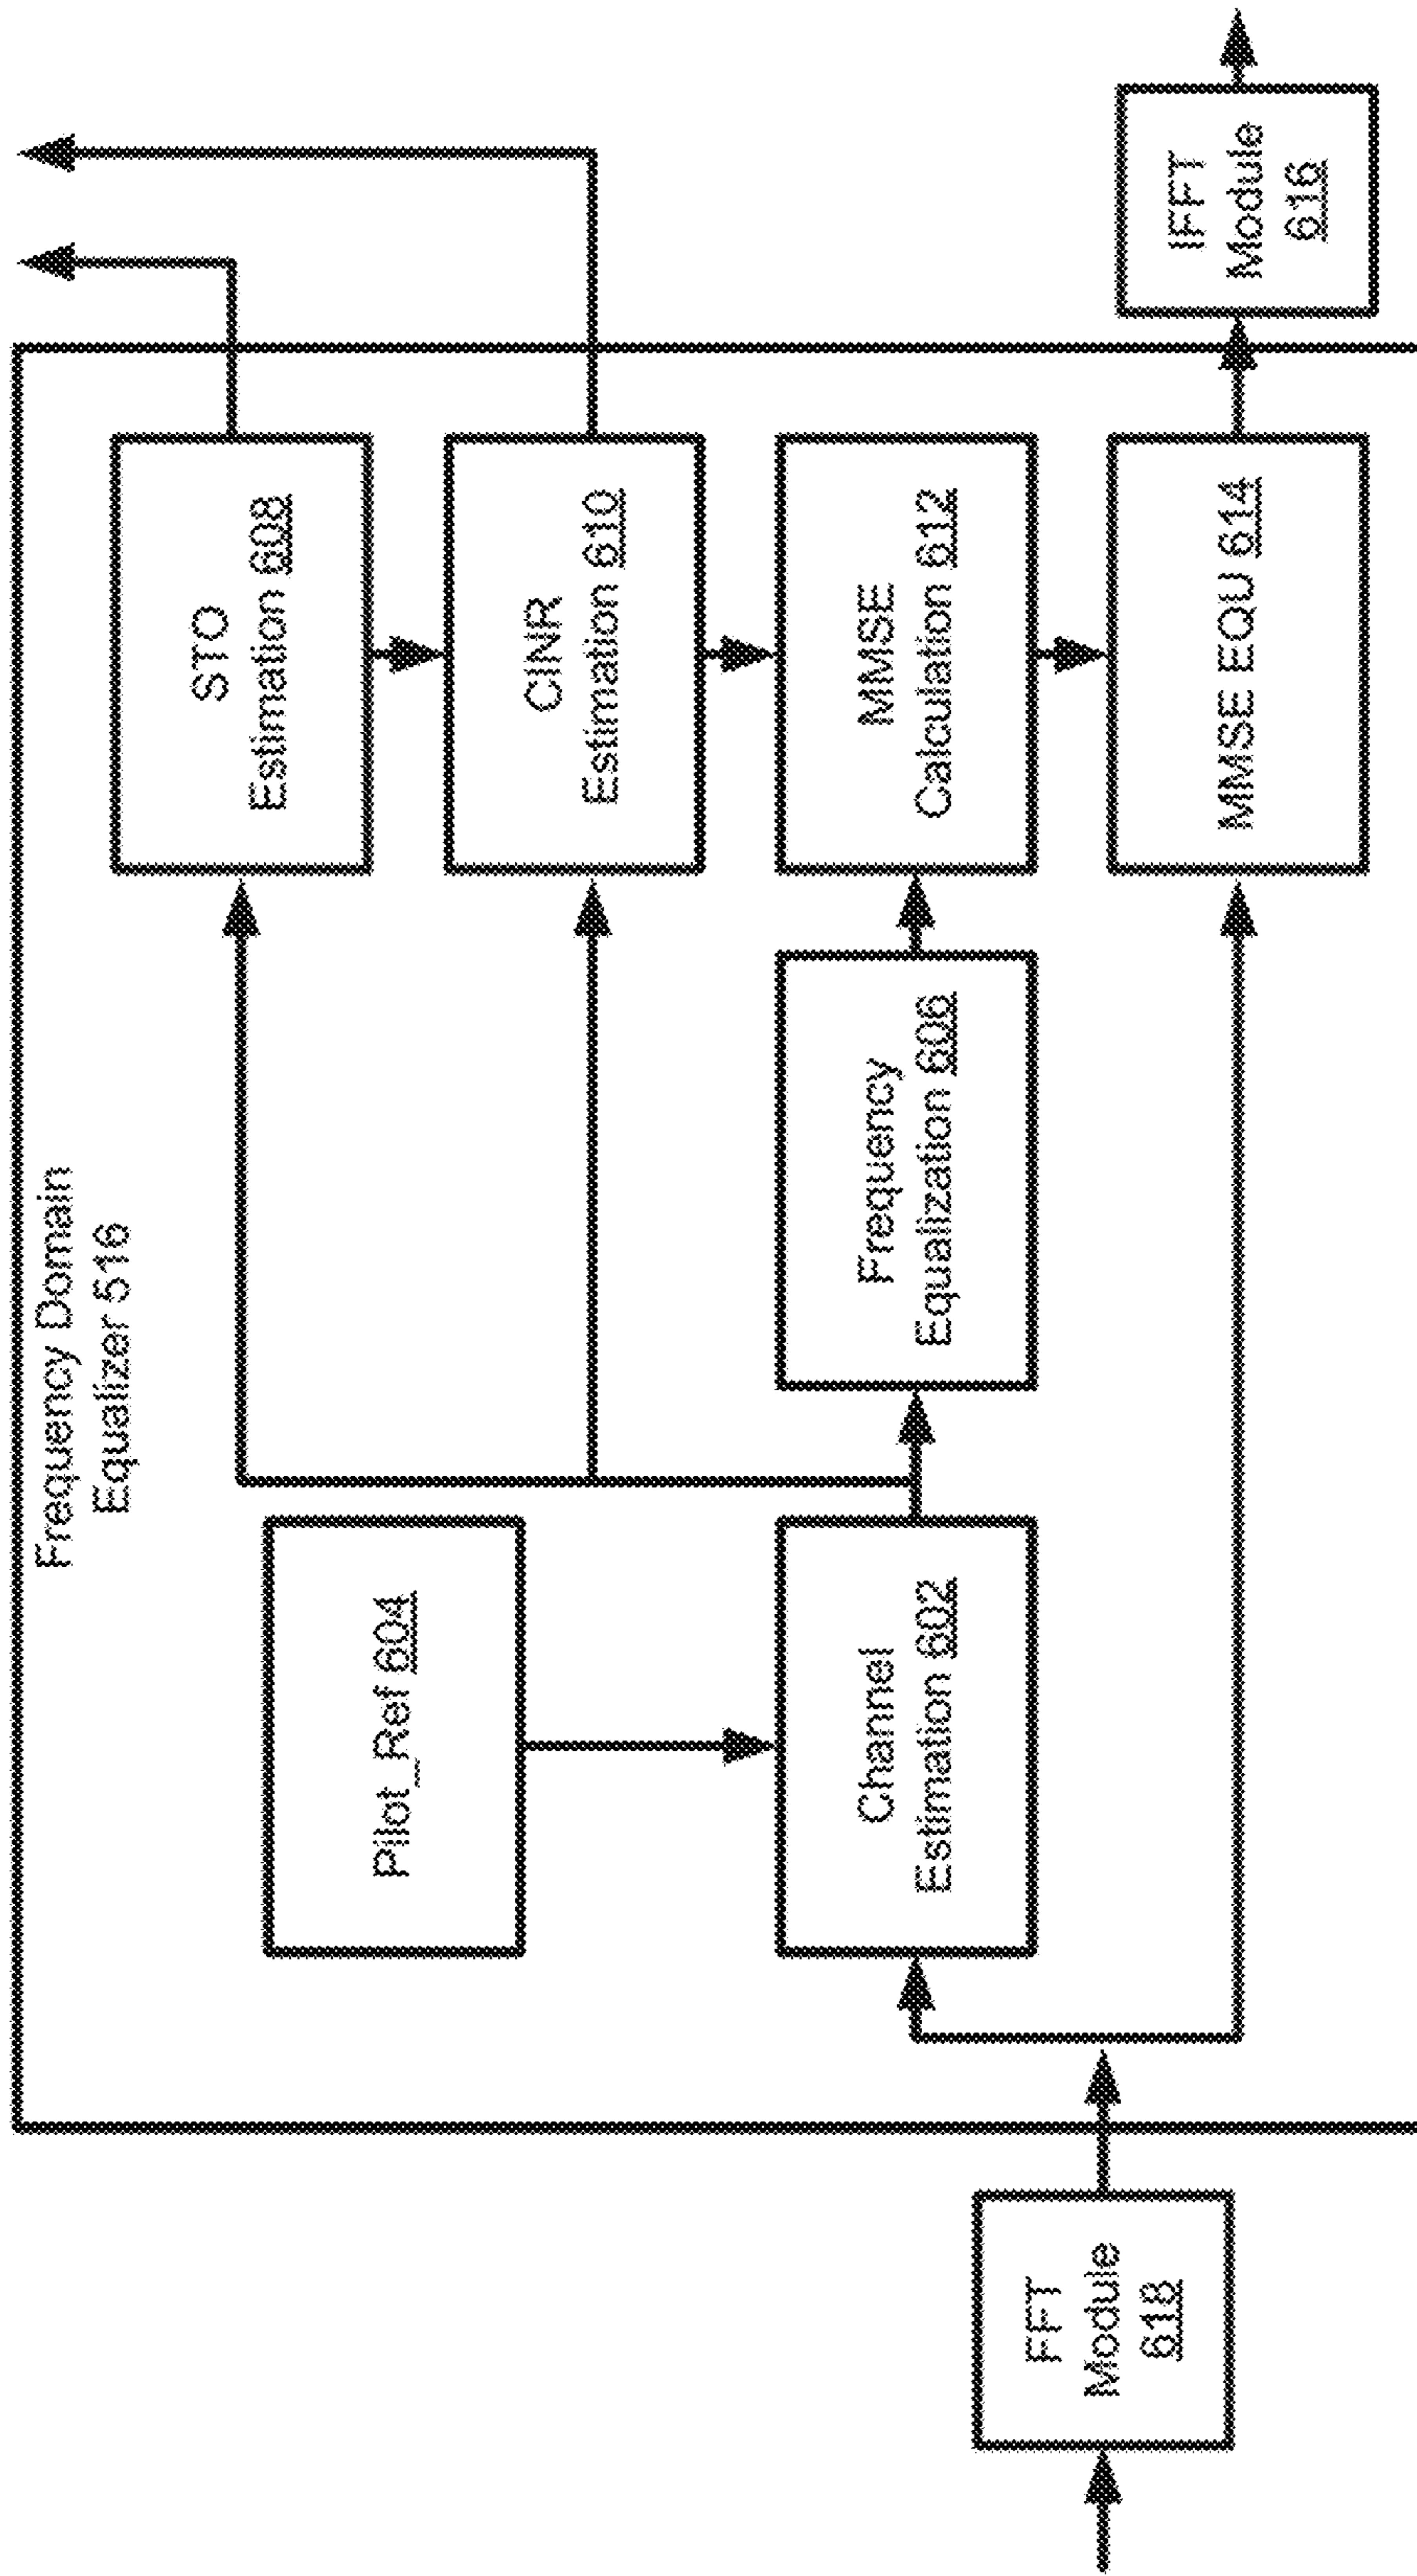 Frequency Domain
Equalizer 516
FFT
Module
618
Pilot_Ref 604
Channel
Estimation 602
Frequency
Equalization 606
STO
Estimation 608
CINR
Estimation 610
MMSE
Calculation 612
MMSE EQU 614
IFFT
Module
616